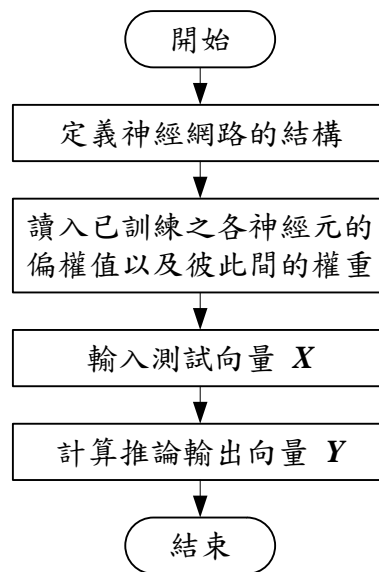 開始
定義神經網路的結構
讀入已訓練之各神經元的
偏權值以及彼此間的權重
輸入測試向量 X
計算推論輸出向量 Y
結束